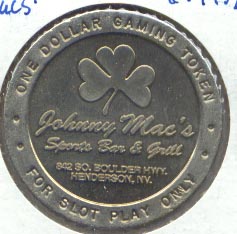 ONE DOLLAR GAMING TOKEN
Johnny Mac's
Sports Bar & Grill
842 SO. BOULDER HWY.
HENDERSON, NV.
FOR SLOT PLAY ONLY